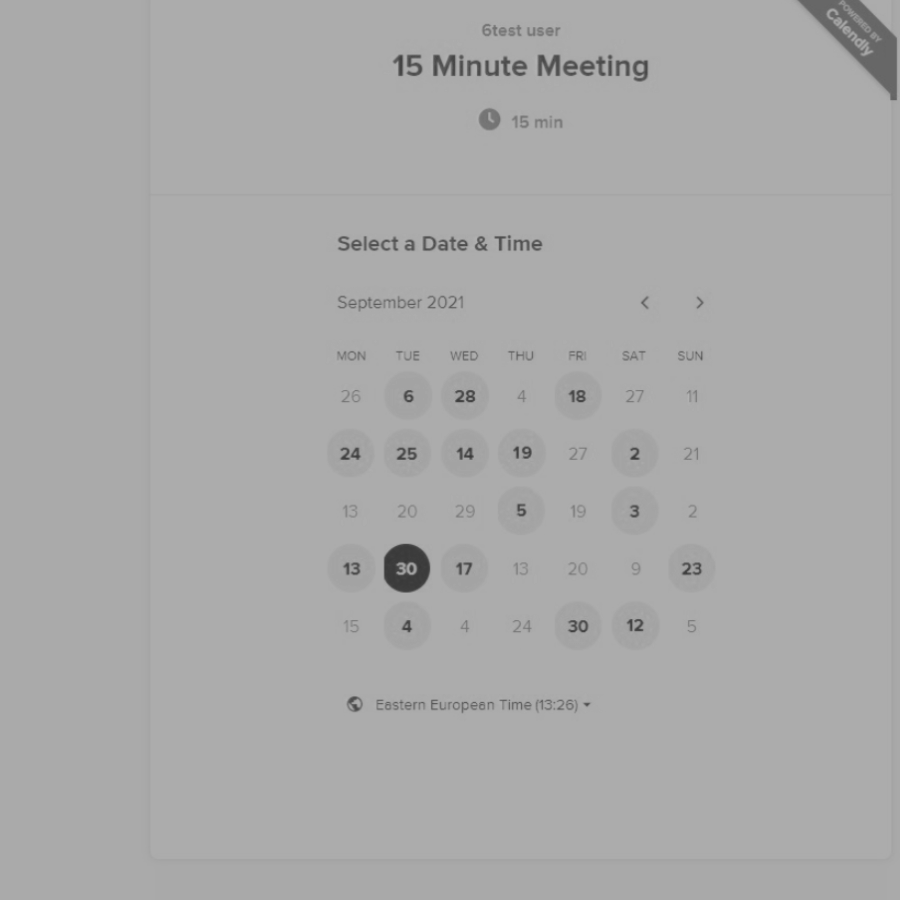 POWERED BY
Calendly
6test user
15 Minute Meeting
15 min
Select a Date & Time
September 2021
MON TUE WED THU FRI SAT SUN
26 6 28 4 18 27 11
24 25 14 19 27 2 21
13 20 29 5 19 3 2
13 30 17 13 20 9 23
15 4 4 24 30 12 5
Eastern European Time (13:26)